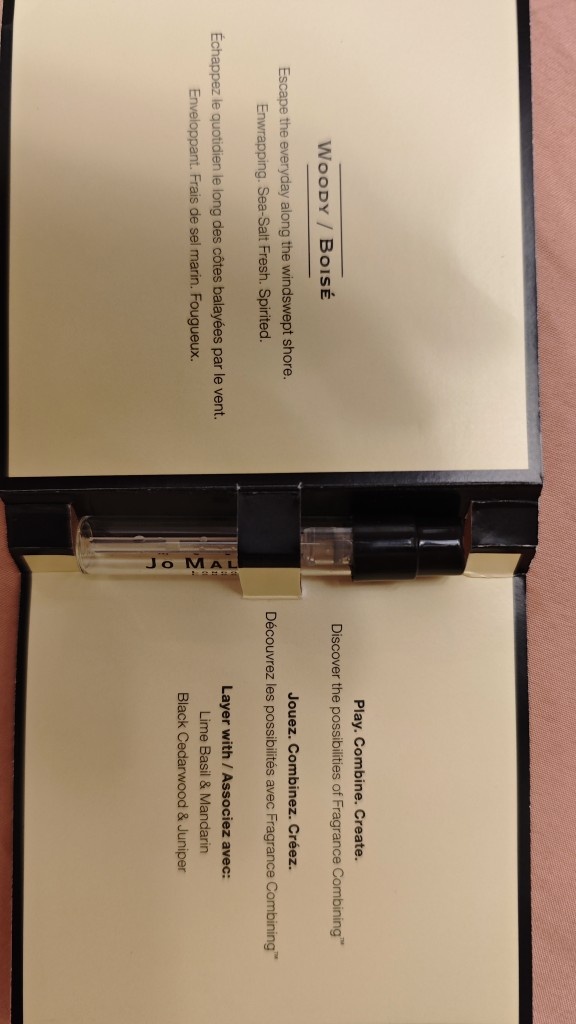 WOODY / BOISÉ
Escape the everyday along the windswept shore.
Enwrapping. Sea-Salt Fresh. Spirited.
Échappez le quotidien le long des côtes balayées par le vent.
Enveloppant. Frais de sel marin. Fougueux.
JO MAL
Play. Combine. Create.
Discover the possibilities of Fragrance Combining™
Jouez. Combinez. Créez.
Découvrez les possibilités avec Fragrance Combining™
Layer with / Associez avec:
Lime Basil & Mandarin
Black Cedarwood & Juniper